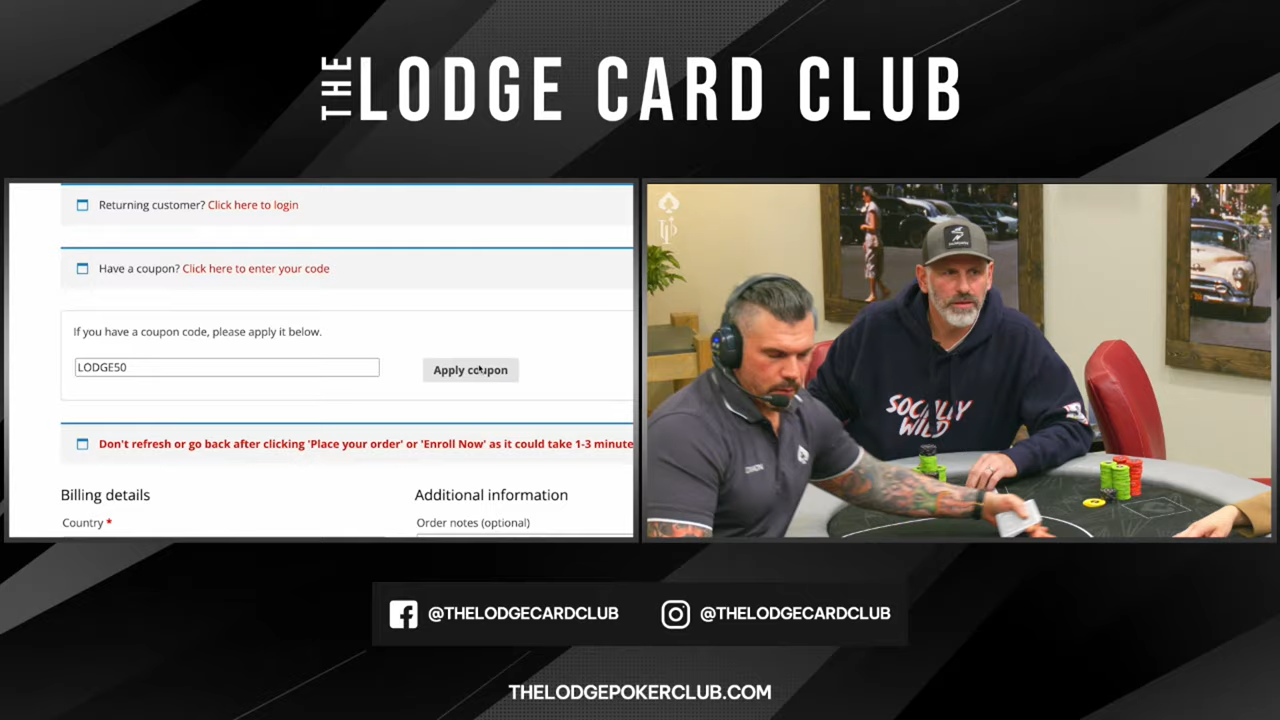 THE LODGE CARD CLUB
Returning customer? Click here to login
Have a coupon? Click here to enter your code
If you have a coupon code, please apply it below.
LODGE50
Apply coupon
Don't refresh or go back after clicking 'Place your order' or 'Enroll Now' as it could take 1-3 minute
Billing details
Additional information
Country *
Order notes (optional)
UP
SOCIALLY
WILD
@THELODGECARDCLUB
@THELODGECARDCLUB
THELODGEPOKERCLUB.COM